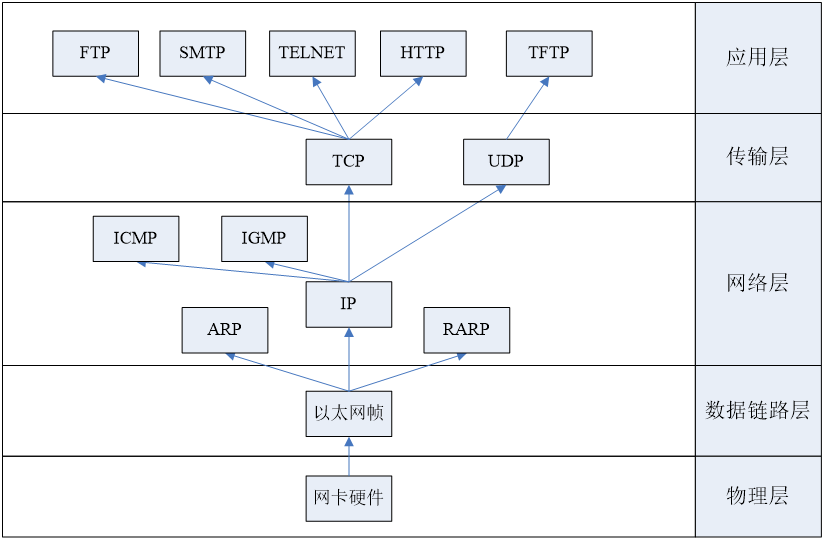 FTP
SMTP
TELNET
HTTP
TFTP
应用层
TCP
UDP
传输层
ICMP
IGMP
IP
ARP
RARP
网络层
以太网帧
数据链路层
网卡硬件
物理层